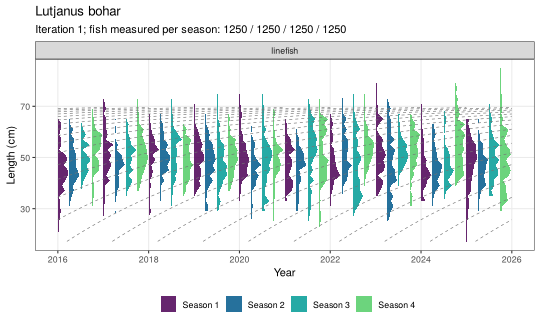 Lutjanus bohar
Iteration 1; fish measured per season: 1250 / 1250 / 1250 / 1250
linefish
Length (cm)
70
50
30
2016 2018 2020 2022 2024 2026
Year
Season 1 Season 2 Season 3 Season 4